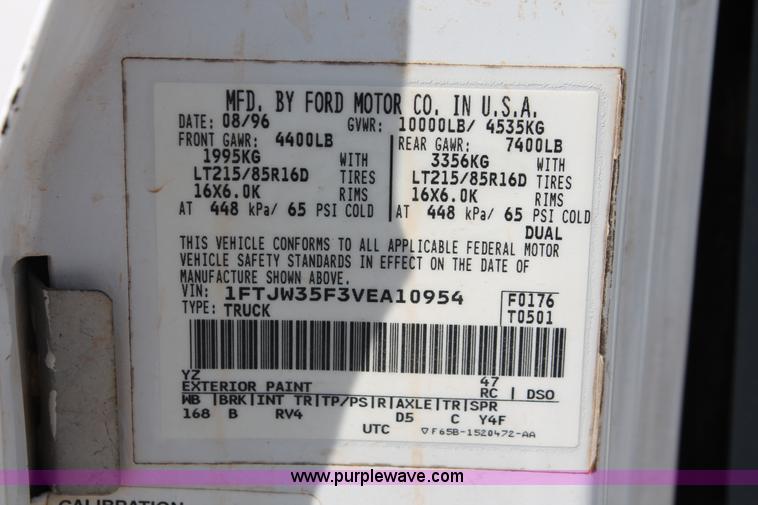 MFD. BY FORD MOTOR CO. IN U.S.A.
DATE: 08/96 GVWR: 10000LB/ 4535KG
FRONT GAWR: 4400LB REAR GAWR: 7400LB
1995KG WITH 3356KG WITH
LT215/85R16D TIRES LT215/85R16D TIRES
16X6.0K RIMS 16X6.0K RIMS
AT 448 kPa/ 65 PSI COLD AT 448 kPa/ 65 PSI COLD
DUAL
THIS VEHICLE CONFORMS TO ALL APPLICABLE FEDERAL MOTOR
VEHICLE SAFETY STANDARDS IN EFFECT ON THE DATE OF
MANUFACTURE SHOWN ABOVE.
VIN: 1FTJW35F3VEA10954 F0176
TYPE: TRUCK T0501
YZ 47
EXTERIOR PAINT RC DSO
WB BRK INT TR TP/PS R AXLE TR SPR
168 B RV4 D5 C Y4F
UTC F65B-1520472-AA
www.purplewave.com
CALIBRATION